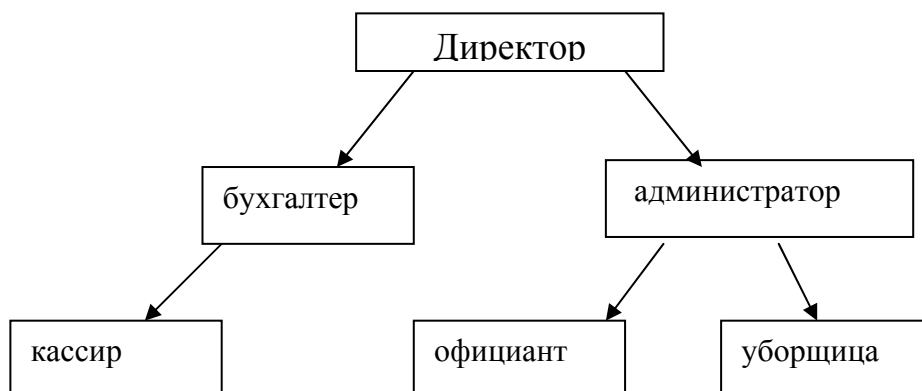 Директор
бухгалтер
администратор
кассир
официант
уборщица